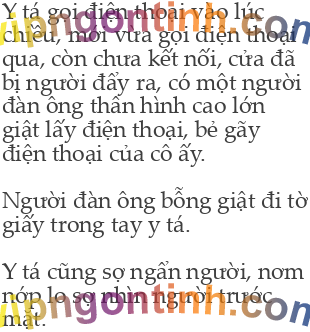 Y tá gọi điện thoại vào lúc
chiều, mới vừa gọi điện thoại
qua, còn chưa kết nối, cửa đã
bị người đẩy ra, có một người
đàn ông thân hình cao lớn
giật lấy điện thoại, bẻ gãy
điện thoại của cô ấy.
Người đàn ông bỗng giật đi tờ
giấy trong tay y tá.
Y tá cũng sợ ngẩn người, nơm
nớp lo sợ nhìn người trước
mắt.
vipngontinh.com
vipngontinh.com